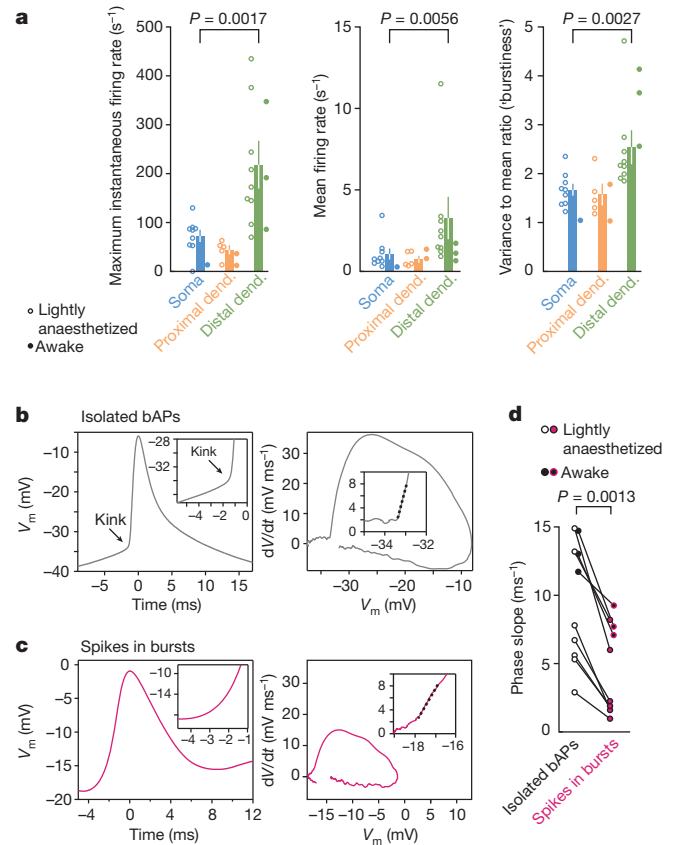 a
P = 0.0017
P = 0.0056
P = 0.0027
Maximum instantaneous firing rate (s⁻¹)
500
400
300
200
100
0
Soma
Proximal dend.
Distal dend.
Mean firing rate (s⁻¹)
15
10
5
0
Soma
Proximal dend.
Distal dend.
Variance to mean ratio (‘burstiness’)
5
4
3
2
1
0
Soma
Proximal dend.
Distal dend.
Lightly
anaesthetized
Awake
b
Isolated bAPs
Vm (mV)
−5
−10
−15
−20
−25
−30
−35
−40
Kink
−28
−34
Kink
−4
−2
0
−5
0
5
10
15
Time (ms)
dV/dt (mV ms⁻¹)
30
20
10
0
8
4
0
−34
−32
−30
−20
−10
Vm (mV)
c
Spikes in bursts
Vm (mV)
0
−5
−10
−15
−20
−10
−14
−4
−3
−2
−1
−4
0
4
8
12
Time (ms)
dV/dt (mV ms⁻¹)
30
20
10
0
8
4
0
−18
−16
−15
−10
−5
0
5
10
Vm (mV)
d
Lightly
anaesthetized
Awake
P = 0.0013
Phase slope (ms⁻¹)
15
10
5
0
Isolated bAPs
Spikes in bursts